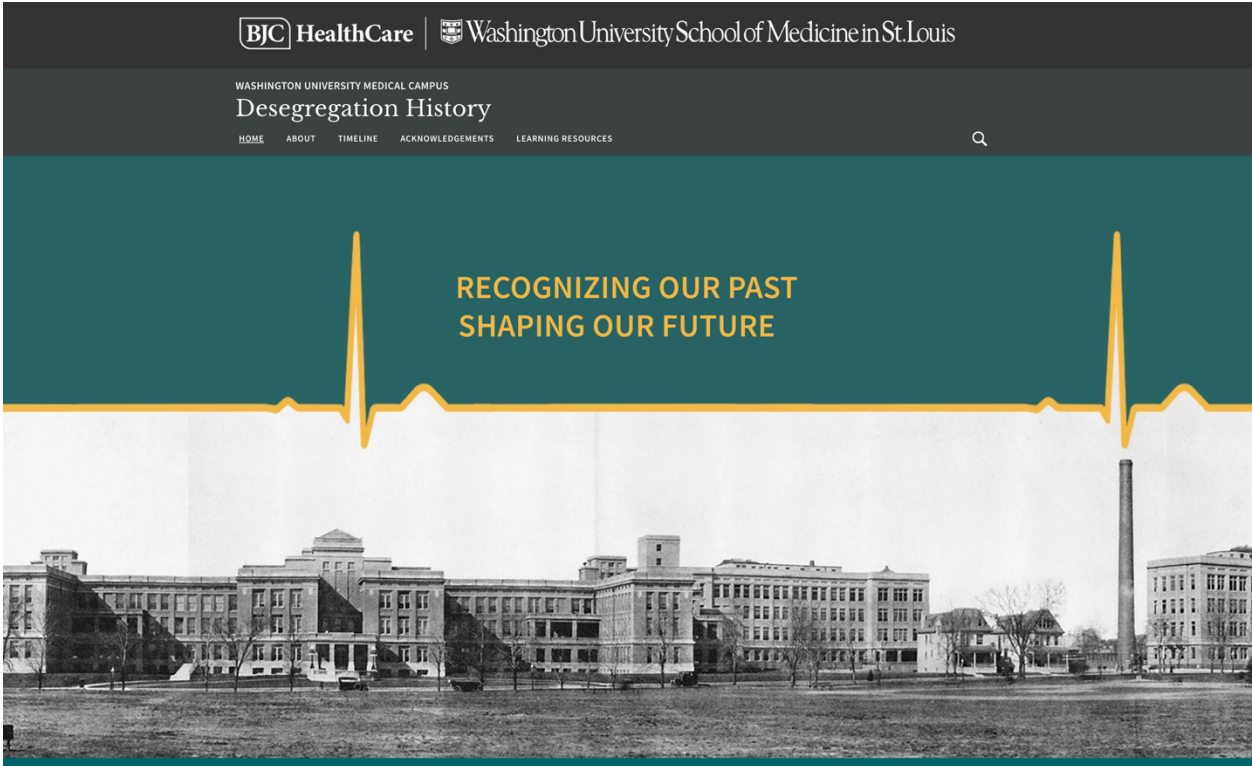 BJC HealthCare | Washington University School of Medicine in St. Louis
WASHINGTON UNIVERSITY MEDICAL CAMPUS
Desegregation History
HOME ABOUT TIMELINE ACKNOWLEDGEMENTS LEARNING RESOURCES
RECOGNIZING OUR PAST
SHAPING OUR FUTURE